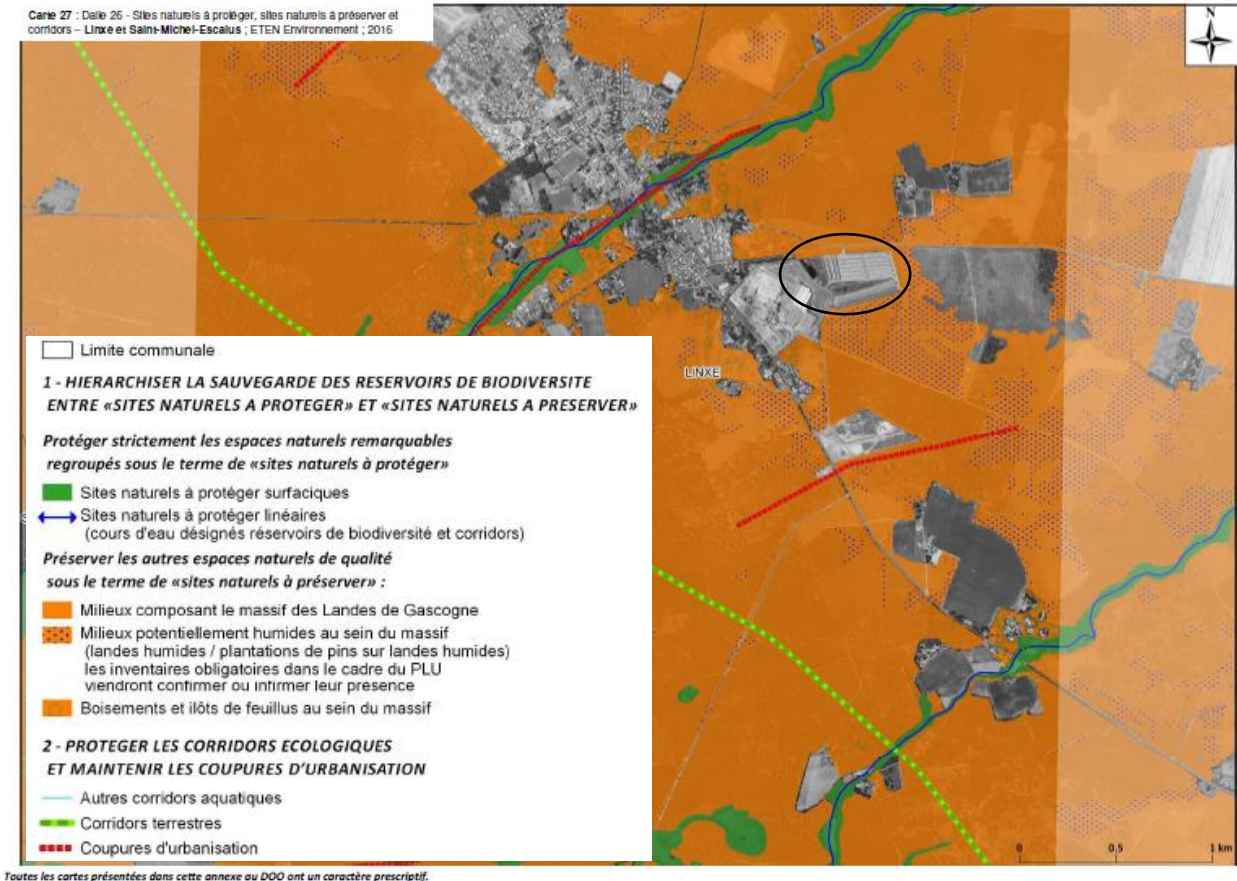 Carte 27 : Dalle 26 - Sites naturels à protéger, sites naturels à préserver et
corridors – Linxe et Saint-Michel-Escalus ; ETEN Environnement ; 2016
N
LINXE
Limite communale
1 - HIERARCHISER LA SAUVEGARDE DES RESERVOIRS DE BIODIVERSITE
ENTRE «SITES NATURELS A PROTEGER» ET «SITES NATURELS A PRESERVER»
Protéger strictement les espaces naturels remarquables
regroupés sous le terme de «sites naturels à protéger»
Sites naturels à protéger surfaciques
Sites naturels à protéger linéaires
(cours d'eau désignés réservoirs de biodiversité et corridors)
Préserver les autres espaces naturels de qualité
sous le terme de «sites naturels à préserver» :
Milieux composant le massif des Landes de Gascogne
Milieux potentiellement humides au sein du massif
(landes humides / plantations de pins sur landes humides)
les inventaires obligatoires dans le cadre du PLU
viendront confirmer ou infirmer leur présence
Boisements et ilôts de feuillus au sein du massif
2 - PROTEGER LES CORRIDORS ECOLOGIQUES
ET MAINTENIR LES COUPURES D'URBANISATION
Autres corridors aquatiques
Corridors terrestres
Coupures d'urbanisation
0 0.5 1 km
Toutes les cartes présentées dans cette annexe au DOO ont un caractère prescriptif.